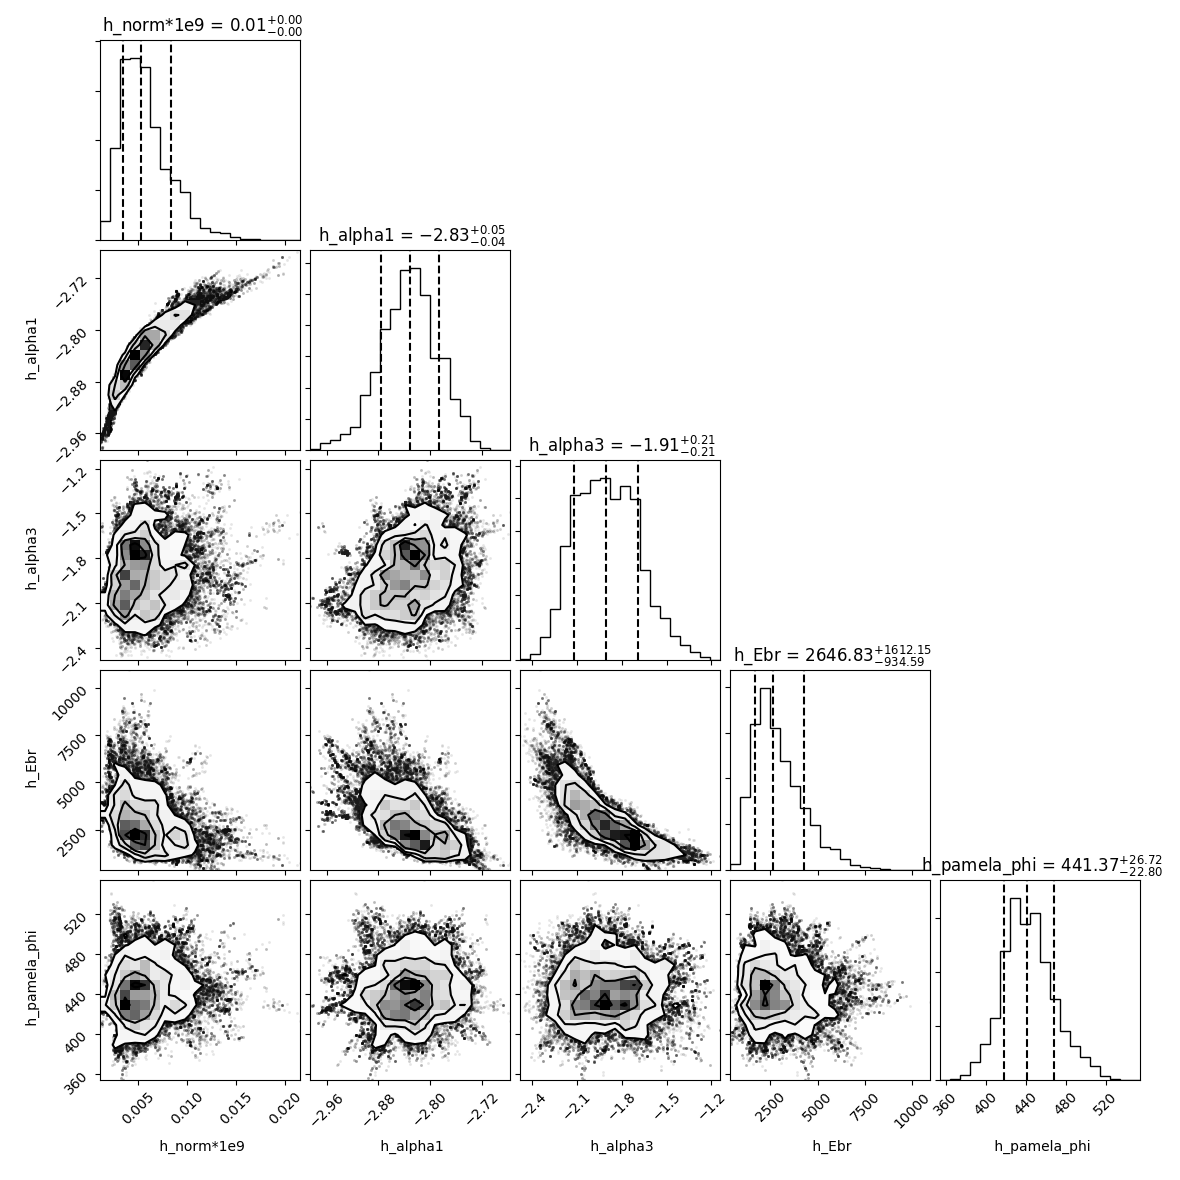 h_norm*1e9 = 0.01+0.00−0.00
h_alpha1 = −2.83+0.05−0.04
h_alpha1
−2.72
−2.80
−2.88
−2.96
h_alpha3 = −1.91+0.21−0.21
h_alpha3
−1.2
−1.5
−1.8
−2.1
−2.4
h_Ebr = 2646.83+1612.15−934.59
h_Ebr
10000
7500
5000
2500
h_pamela_phi = 441.37+26.72−22.80
h_pamela_phi
520
480
440
400
360
0.005 0.010 0.015 0.020 −2.96 −2.88 −2.80 −2.72 −2.4 −2.1 −1.8 −1.5 −1.2 2500 5000 7500 10000 360 400 440 480 520
h_norm*1e9 h_alpha1 h_alpha3 h_Ebr h_pamela_phi